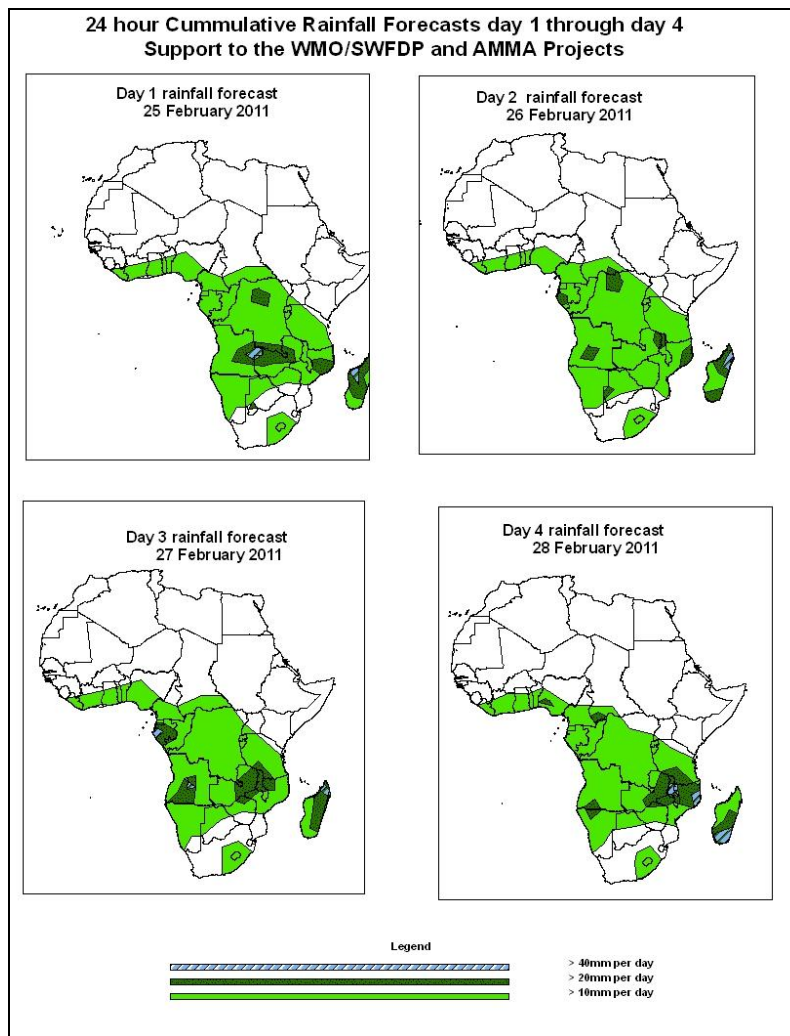 24 hour Cummulative Rainfall Forecasts day 1 through day 4
Support to the WMO/SWFDP and AMMA Projects
Day 1 rainfall forecast
25 February 2011
Day 2 rainfall forecast
26 February 2011
Day 3 rainfall forecast
27 February 2011
Day 4 rainfall forecast
28 February 2011
Legend
> 40mm per day
> 20mm per day
> 10mm per day